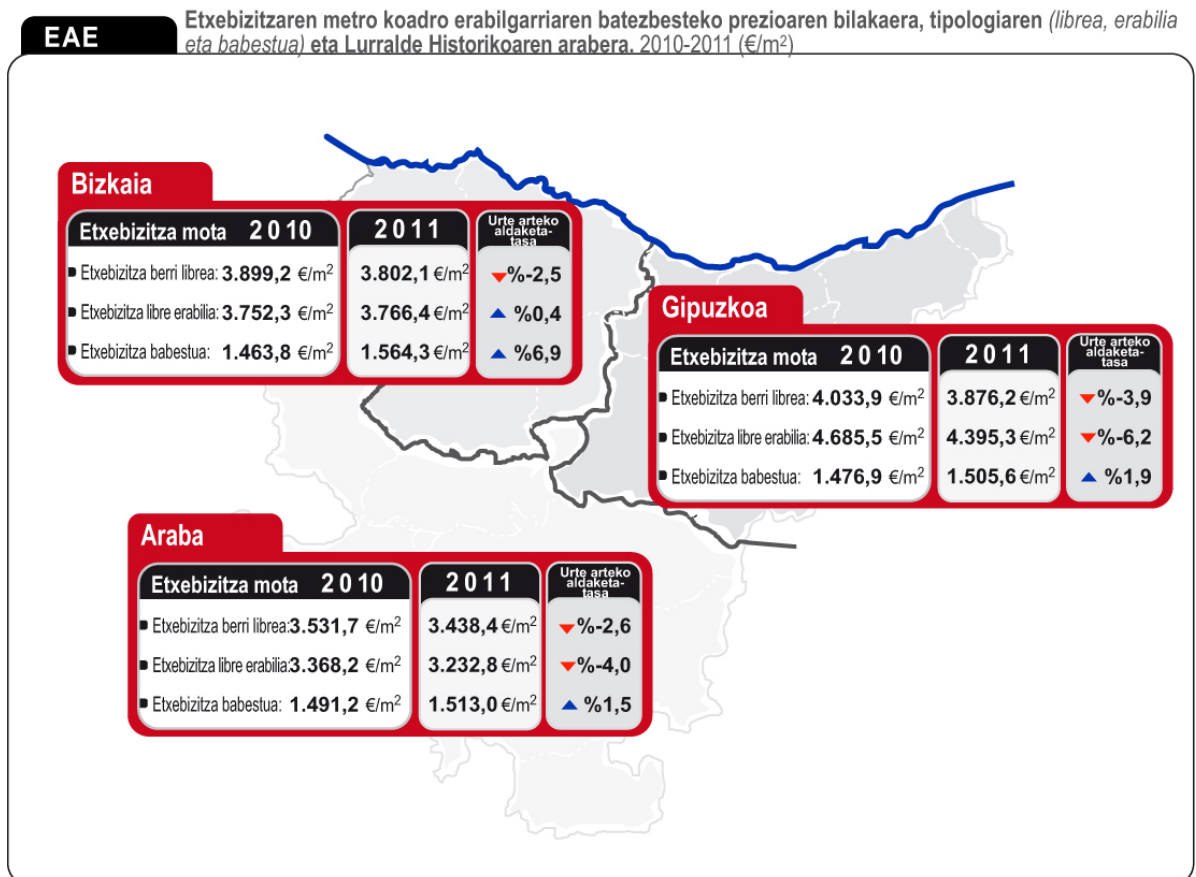 EAE
Etxebizitzaren metro koadro erabilgarriaren batezbesteko prezioaren bilakaera, tipologiaren (librea, erabilia
eta babestua) eta Lurralde Historikoaren arabera. 2010-2011 (€/m²)
Bizkaia
Etxebizitza mota 2010 2011 Urte arteko
aldaketa-
tasa
Etxebizitza berri librea: 3.899,2 €/m² 3.802,1 €/m² %-2,5
Etxebizitza libre erabilia: 3.752,3 €/m² 3.766,4 €/m² %0,4
Etxebizitza babestua: 1.463,8 €/m² 1.564,3 €/m² %6,9
Gipuzkoa
Etxebizitza mota 2010 2011 Urte arteko
aldaketa-
tasa
Etxebizitza berri librea: 4.033,9 €/m² 3.876,2 €/m² %-3,9
Etxebizitza libre erabilia: 4.685,5 €/m² 4.395,3 €/m² %-6,2
Etxebizitza babestua: 1.476,9 €/m² 1.505,6 €/m² %1,9
Araba
Etxebizitza mota 2010 2011 Urte arteko
aldaketa-
tasa
Etxebizitza berri librea: 3.531,7 €/m² 3.438,4 €/m² %-2,6
Etxebizitza libre erabilia: 3.368,2 €/m² 3.232,8 €/m² %-4,0
Etxebizitza babestua: 1.491,2 €/m² 1.513,0 €/m² %1,5